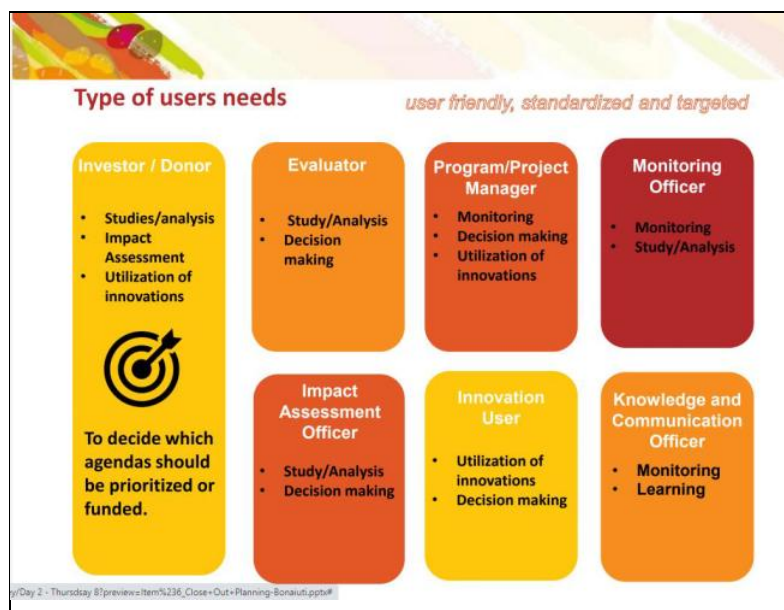 Type of users needs
user friendly, standardized and targeted
Investor / Donor
• Studies/analysis
• Impact
Assessment
• Utilization of
innovations
To decide which
agendas should
be prioritized or
funded.
Evaluator
• Study/Analysis
• Decision
making
Program/Project
Manager
• Monitoring
• Decision making
• Utilization of
innovations
Monitoring
Officer
• Monitoring
• Study/Analysis
Impact
Assessment
Officer
• Study/Analysis
• Decision making
Innovation
User
• Utilization of
innovations
• Decision making
Knowledge and
Communication
Officer
• Monitoring
• Learning
y/Day 2 - Thursdsay 8?preview=Item%236_Close+Out+Planning-Bonaiuti.pptx#